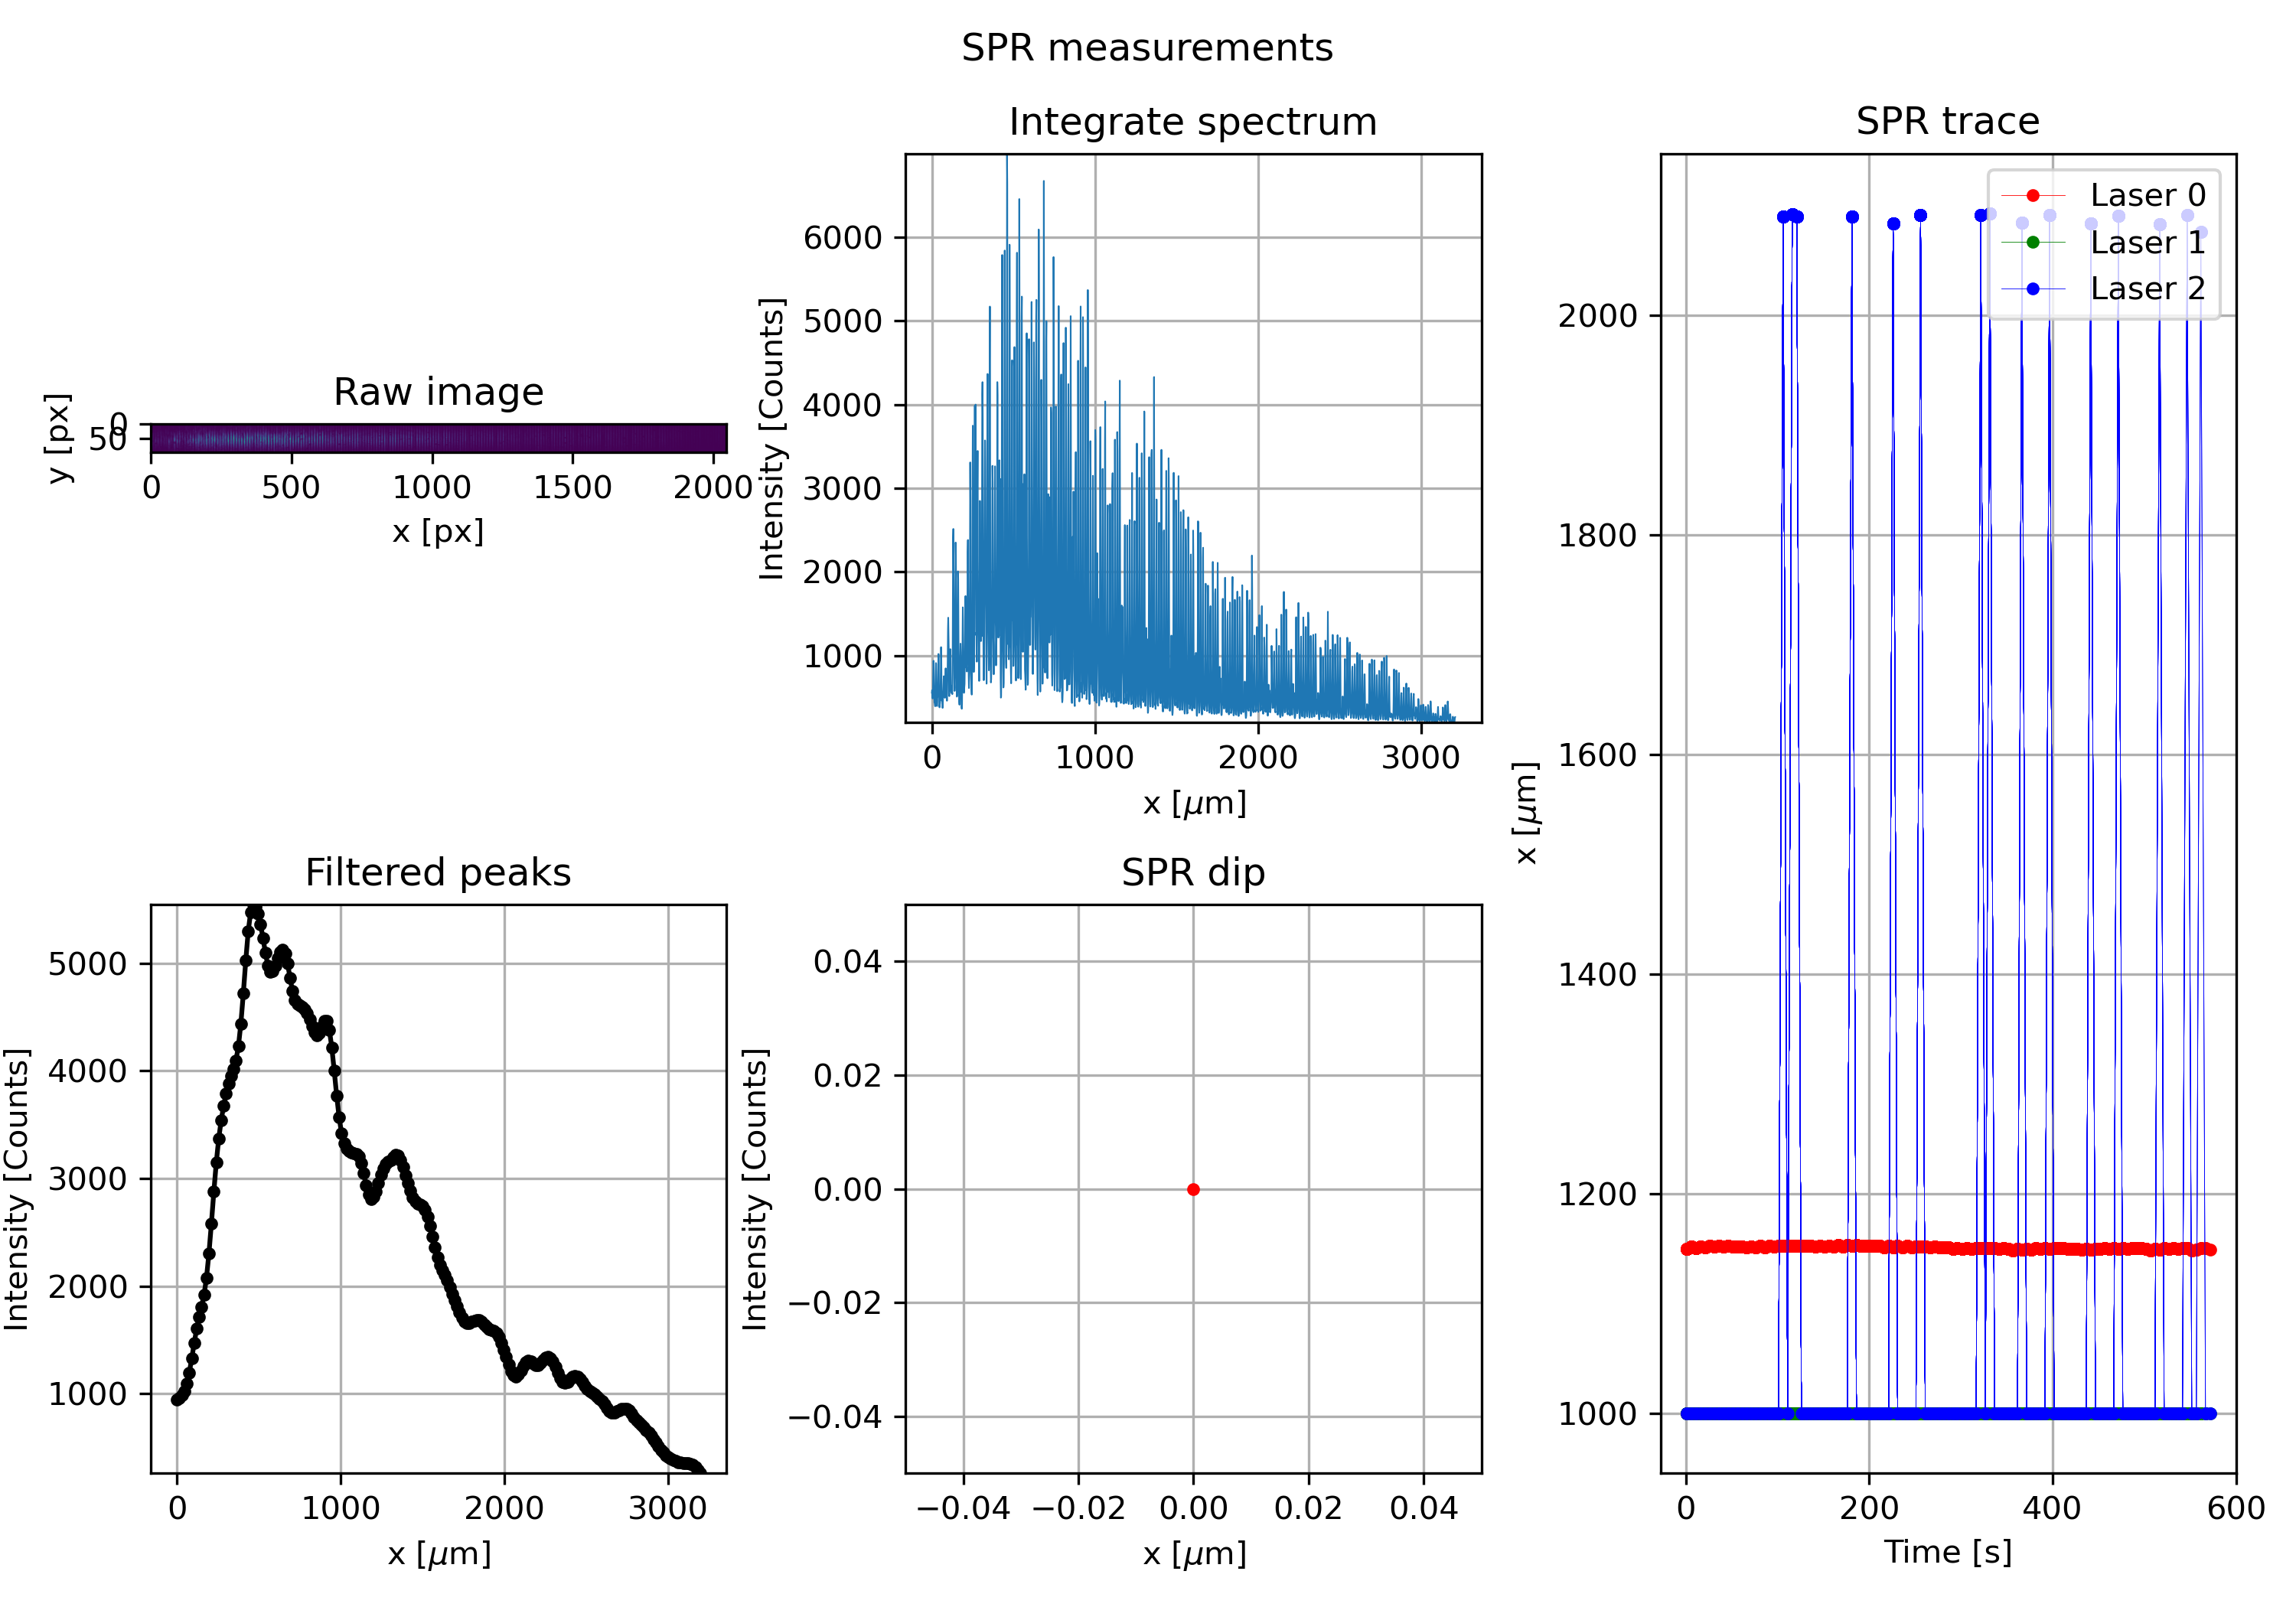 SPR measurements
Raw image
y [px]
0
50
0 500 1000 1500 2000
x [px]
Integrate spectrum
Intensity [Counts]
6000
5000
4000
3000
2000
1000
0 1000 2000 3000
x [μm]
SPR trace
Laser 0
Laser 1
Laser 2
x [μm]
2000
1800
1600
1400
1200
1000
0 200 400 600
Time [s]
Filtered peaks
Intensity [Counts]
5000
4000
3000
2000
1000
0 1000 2000 3000
x [μm]
SPR dip
Intensity [Counts]
0.04
0.02
0.00
−0.02
−0.04
−0.04 −0.02 0.00 0.02 0.04
x [μm]